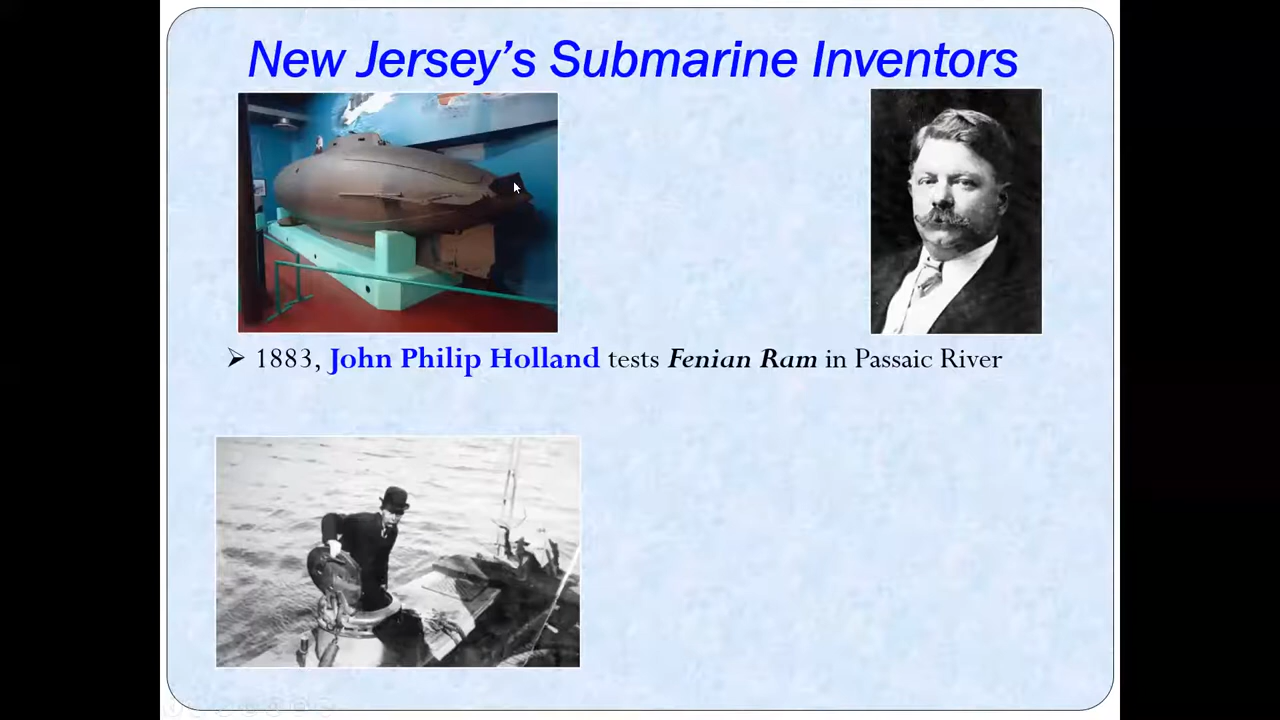 New Jersey's Submarine Inventors
➢ 1883, John Philip Holland tests Fenian Ram in Passaic River